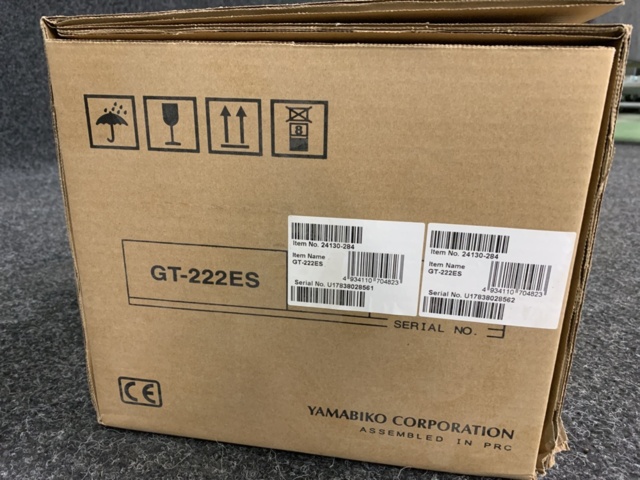 8
Item No. 24130-284
Item Name
GT-222ES
4 934110 704823
Serial No. U17838028561
Item No. 24130-284
Item Name
GT-222ES
4 934110 704823
Serial No. U17838028562
GT-222ES
SERIAL NO.
CE
YAMABIKO CORPORATION
ASSEMBLED IN PRC